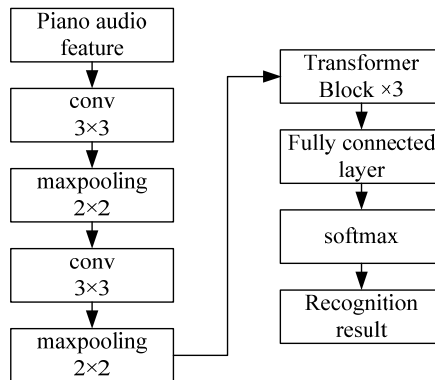 Piano audio
feature
conv
3×3
maxpooling
2×2
conv
3×3
maxpooling
2×2
Transformer
Block ×3
Fully connected
layer
softmax
Recognition
result